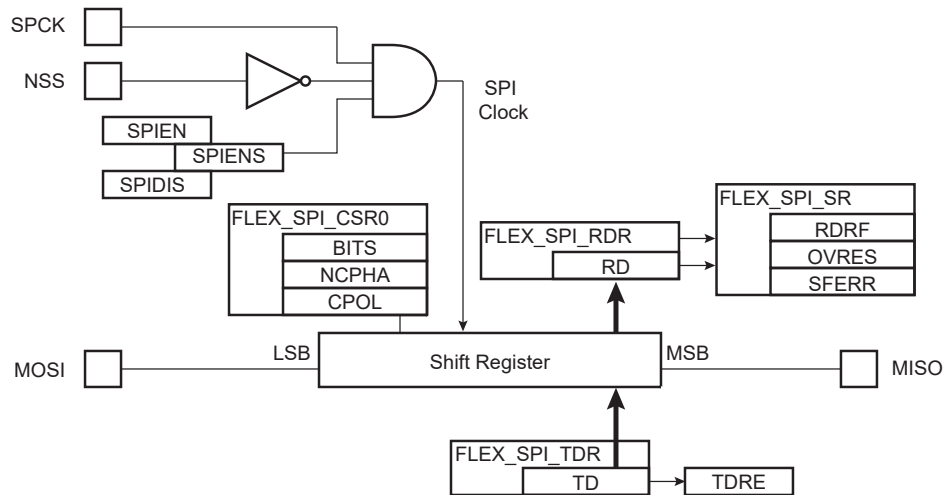 SPCK
NSS
SPI
Clock
SPIEN
SPIENS
SPIDIS
FLEX_SPI_CSR0
BITS
NCPHA
CPOL
FLEX_SPI_RDR
RD
FLEX_SPI_SR
RDRF
OVRES
SFERR
MOSI
LSB
Shift Register
MSB
MISO
FLEX_SPI_TDR
TD
TDRE